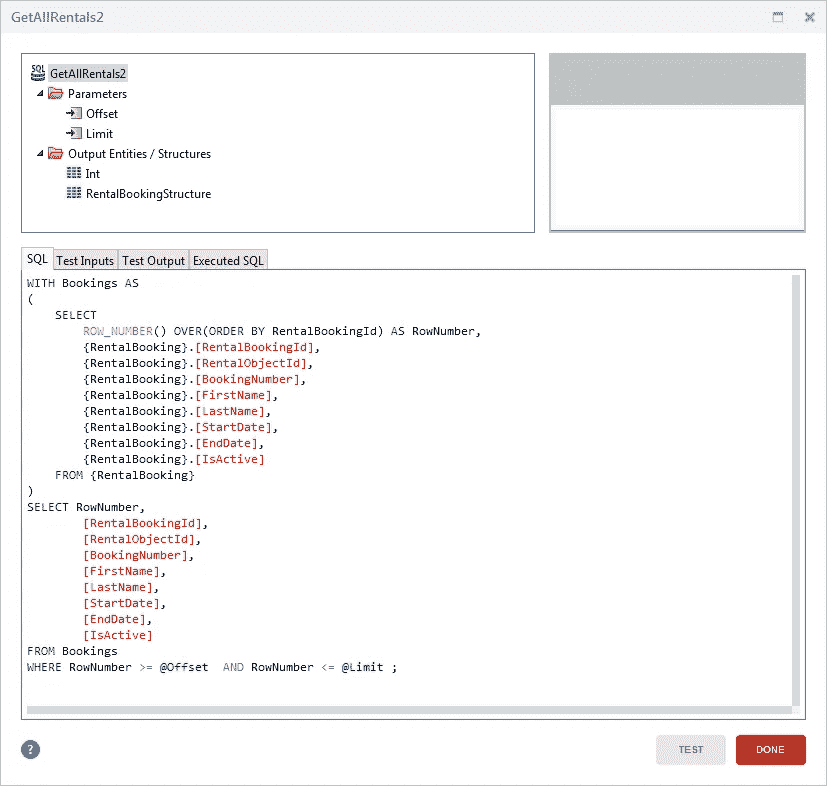 GetAllRentals2
SQL
GetAllRentals2
Parameters
Offset
Limit
Output Entities / Structures
Int
RentalBookingStructure
SQL Test Inputs Test Output Executed SQL
WITH Bookings AS
(
    SELECT
        ROW_NUMBER() OVER(ORDER BY RentalBookingId) AS RowNumber,
        {RentalBooking}.[RentalBookingId],
        {RentalBooking}.[RentalObjectId],
        {RentalBooking}.[BookingNumber],
        {RentalBooking}.[FirstName],
        {RentalBooking}.[LastName],
        {RentalBooking}.[StartDate],
        {RentalBooking}.[EndDate],
        {RentalBooking}.[IsActive]
    FROM {RentalBooking}
)
SELECT RowNumber,
        [RentalBookingId],
        [RentalObjectId],
        [BookingNumber],
        [FirstName],
        [LastName],
        [StartDate],
        [EndDate],
        [IsActive]
FROM Bookings
WHERE RowNumber >= @Offset  AND RowNumber <= @Limit ;
? TEST DONE